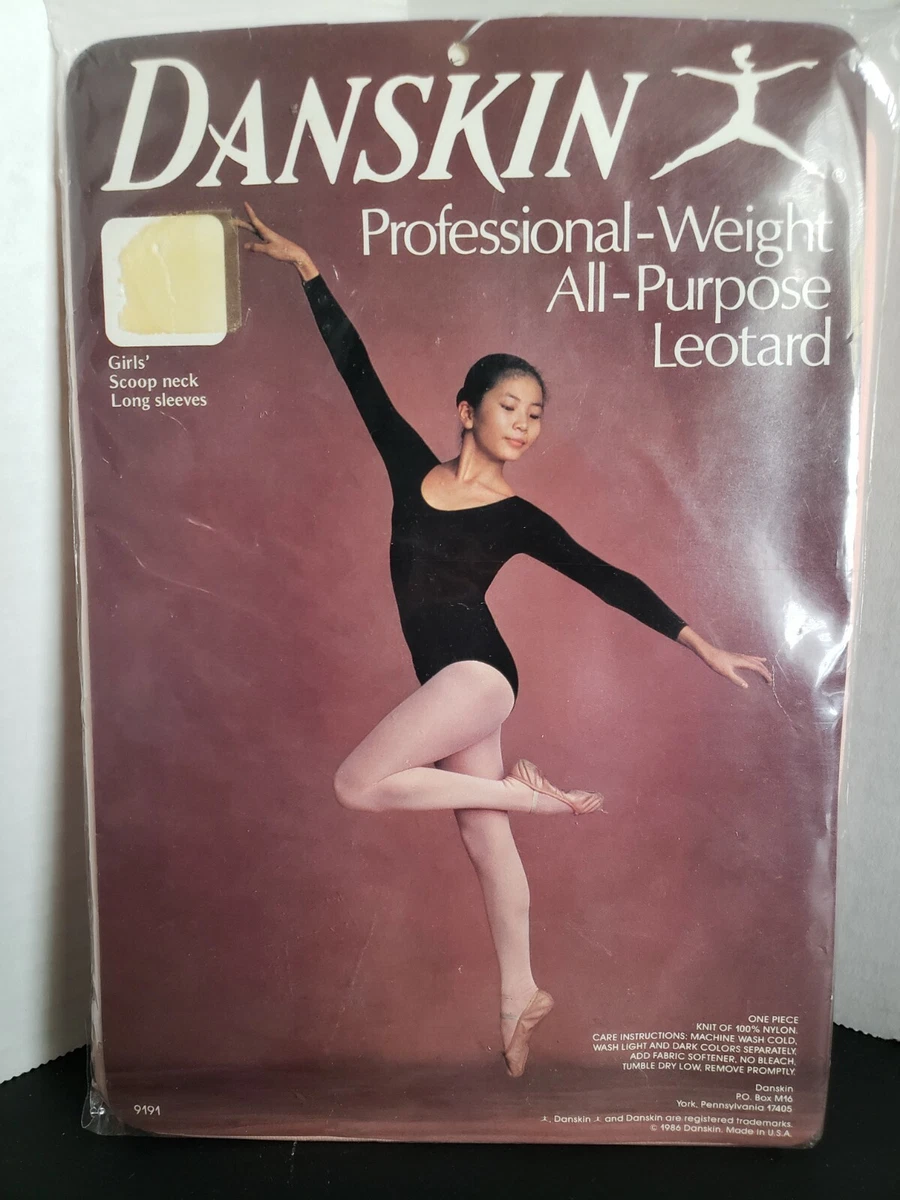 DANSKIN
Professional-Weight
All-Purpose
Leotard
Girls'
Scoop neck
Long sleeves
ONE PIECE
KNIT OF 100% NYLON.
CARE INSTRUCTIONS: MACHINE WASH COLD,
WASH LIGHT AND DARK COLORS SEPARATELY,
ADD FABRIC SOFTENER, NO BLEACH,
TUMBLE DRY LOW, REMOVE PROMPTLY.
Danskin
P.O. Box M16
York, Pennsylvania 17405
9191
, Danskin and Danskin are registered trademarks.
© 1986 Danskin. Made in U.S.A.